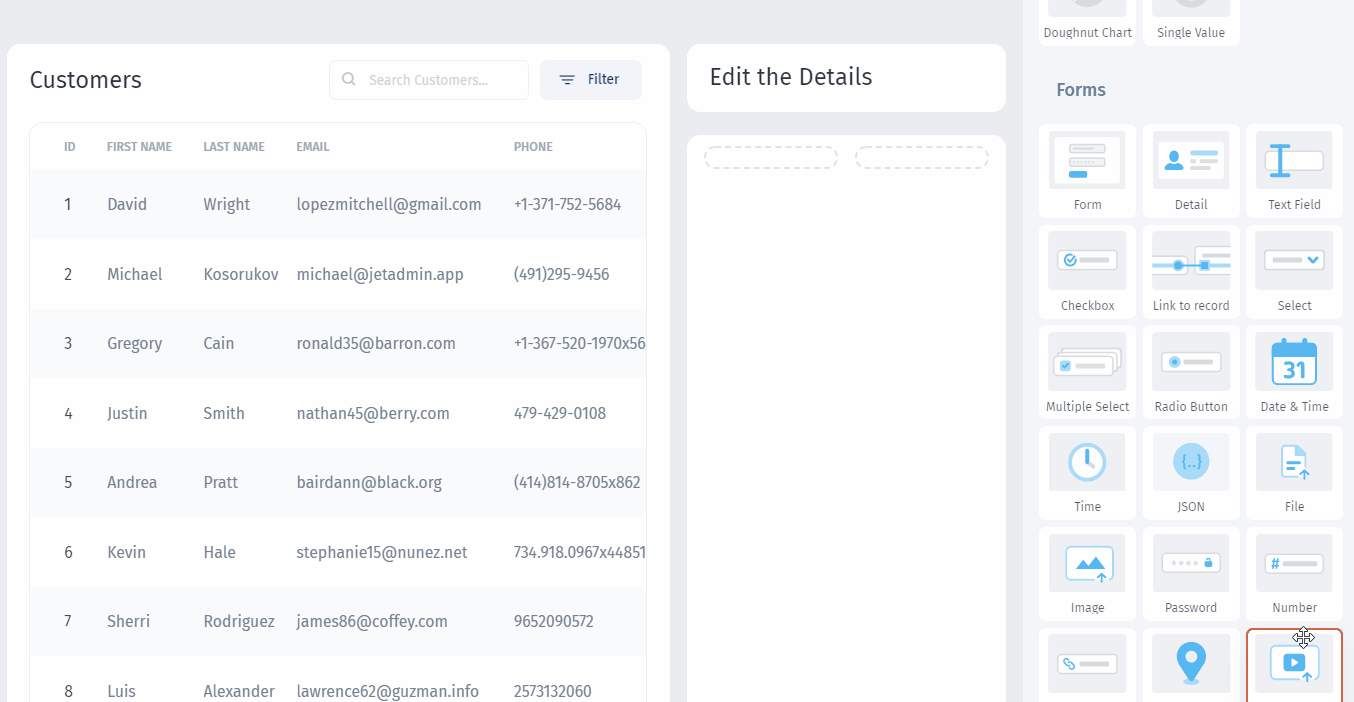 Customers
Search Customers...
Filter
ID FIRST NAME LAST NAME EMAIL PHONE
1 David Wright lopezmitchell@gmail.com +1-371-752-5684
2 Michael Kosorukov michael@jetadmin.app (491)295-9456
3 Gregory Cain ronald35@barron.com +1-367-520-1970x56
4 Justin Smith nathan45@berry.com 479-429-0108
5 Andrea Pratt bairdann@black.org (414)814-8705x862
6 Kevin Hale stephanie15@nunez.net 734.918.0967x44851
7 Sherri Rodriguez james86@coffey.com 9652090572
8 Luis Alexander lawrence62@guzman.info 2573132060
Edit the Details
Doughnut Chart Single Value
Forms
Form Detail Text Field
Checkbox Link to record Select
31
Multiple Select Radio Button Date & Time
{..}
Time JSON File
**** #
Image Password Number